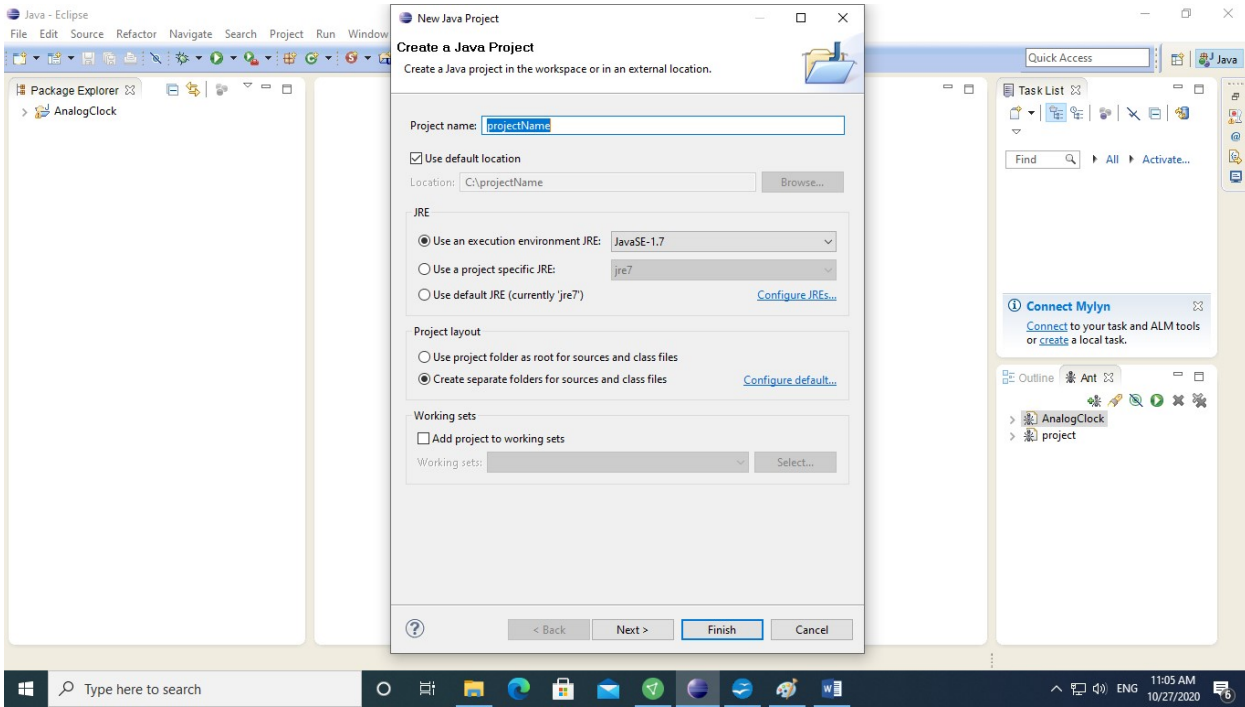 Java - Eclipse
File Edit Source Refactor Navigate Search Project Run Window
Quick Access
Java
Package Explorer
AnalogClock
New Java Project
Create a Java Project
Create a Java project in the workspace or in an external location.
Project name: projectName
Use default location
Location: C:\projectName Browse...
JRE
Use an execution environment JRE: JavaSE-1.7
Use a project specific JRE: jre7
Use default JRE (currently 'jre7') Configure JREs...
Project layout
Use project folder as root for sources and class files
Create separate folders for sources and class files Configure default...
Working sets
Add project to working sets
Working sets: Select...
< Back Next > Finish Cancel
Task List
Find All Activate...
Connect Mylyn
Connect to your task and ALM tools
or create a local task.
Outline Ant
AnalogClock
project
Type here to search
ENG
11:05 AM
10/27/2020
6